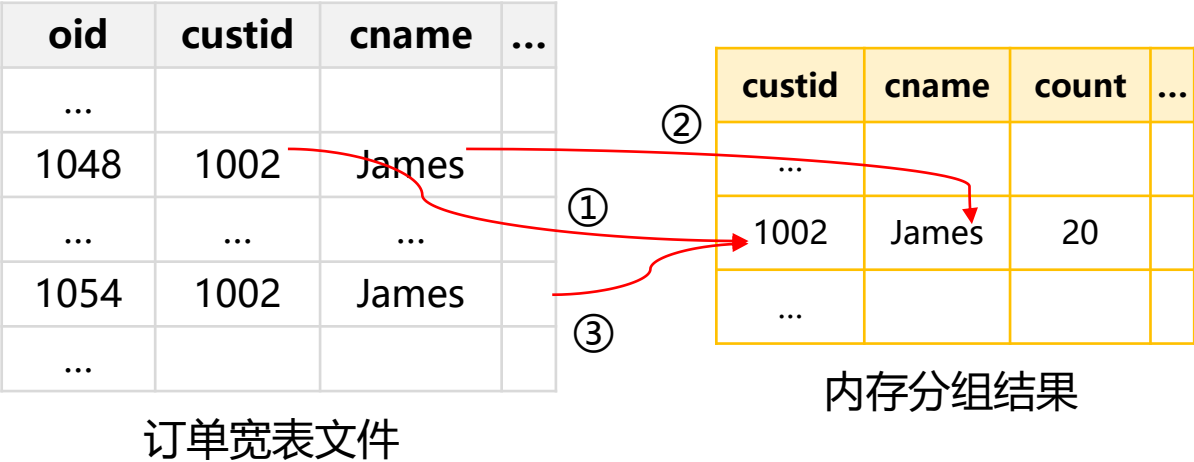 oid custid cname ...
...
1048 1002 James
... ... ...
1054 1002 James
...
订单宽表文件
①
②
③
custid cname count ...
...
1002 James 20
...
内存分组结果